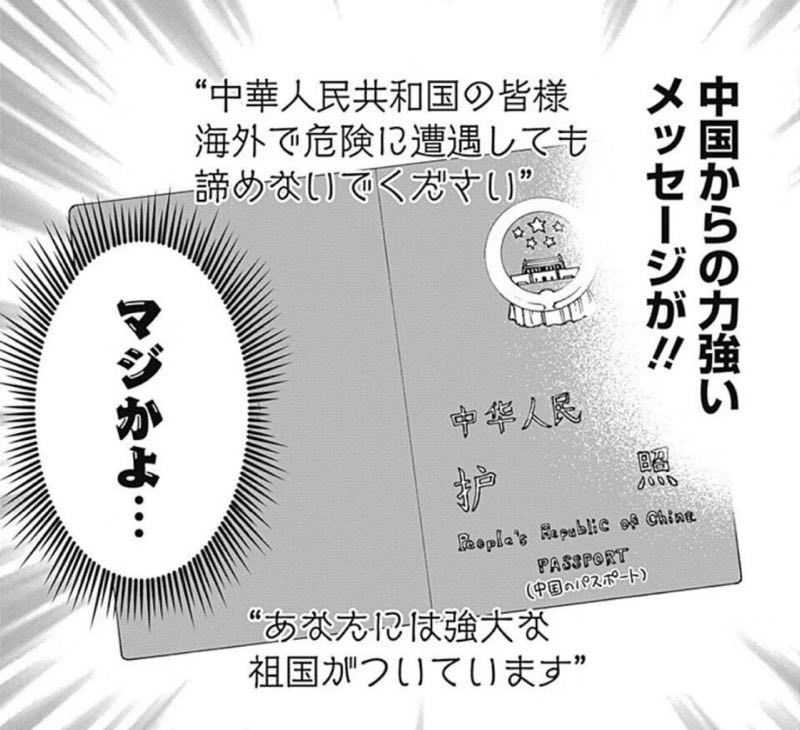 中国からの力強い
メッセージが!!
“中華人民共和国の皆様
海外で危険に遭遇しても
諦めないでください”
マジかよ…
中华人民
护 照
People's Republic of China
PASSPORT
(中国のパスポート)
“あなたには強大な
祖国がついています”